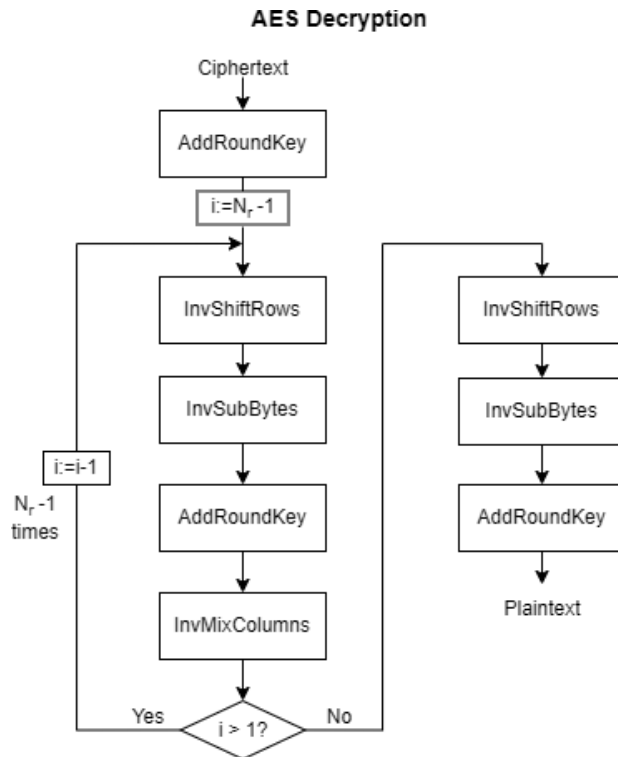 AES Decryption
Ciphertext
AddRoundKey
i:=Nᵣ -1
InvShiftRows
InvSubBytes
AddRoundKey
InvMixColumns
i > 1?
Yes
i:=i-1
Nᵣ -1
times
No
InvShiftRows
InvSubBytes
AddRoundKey
Plaintext